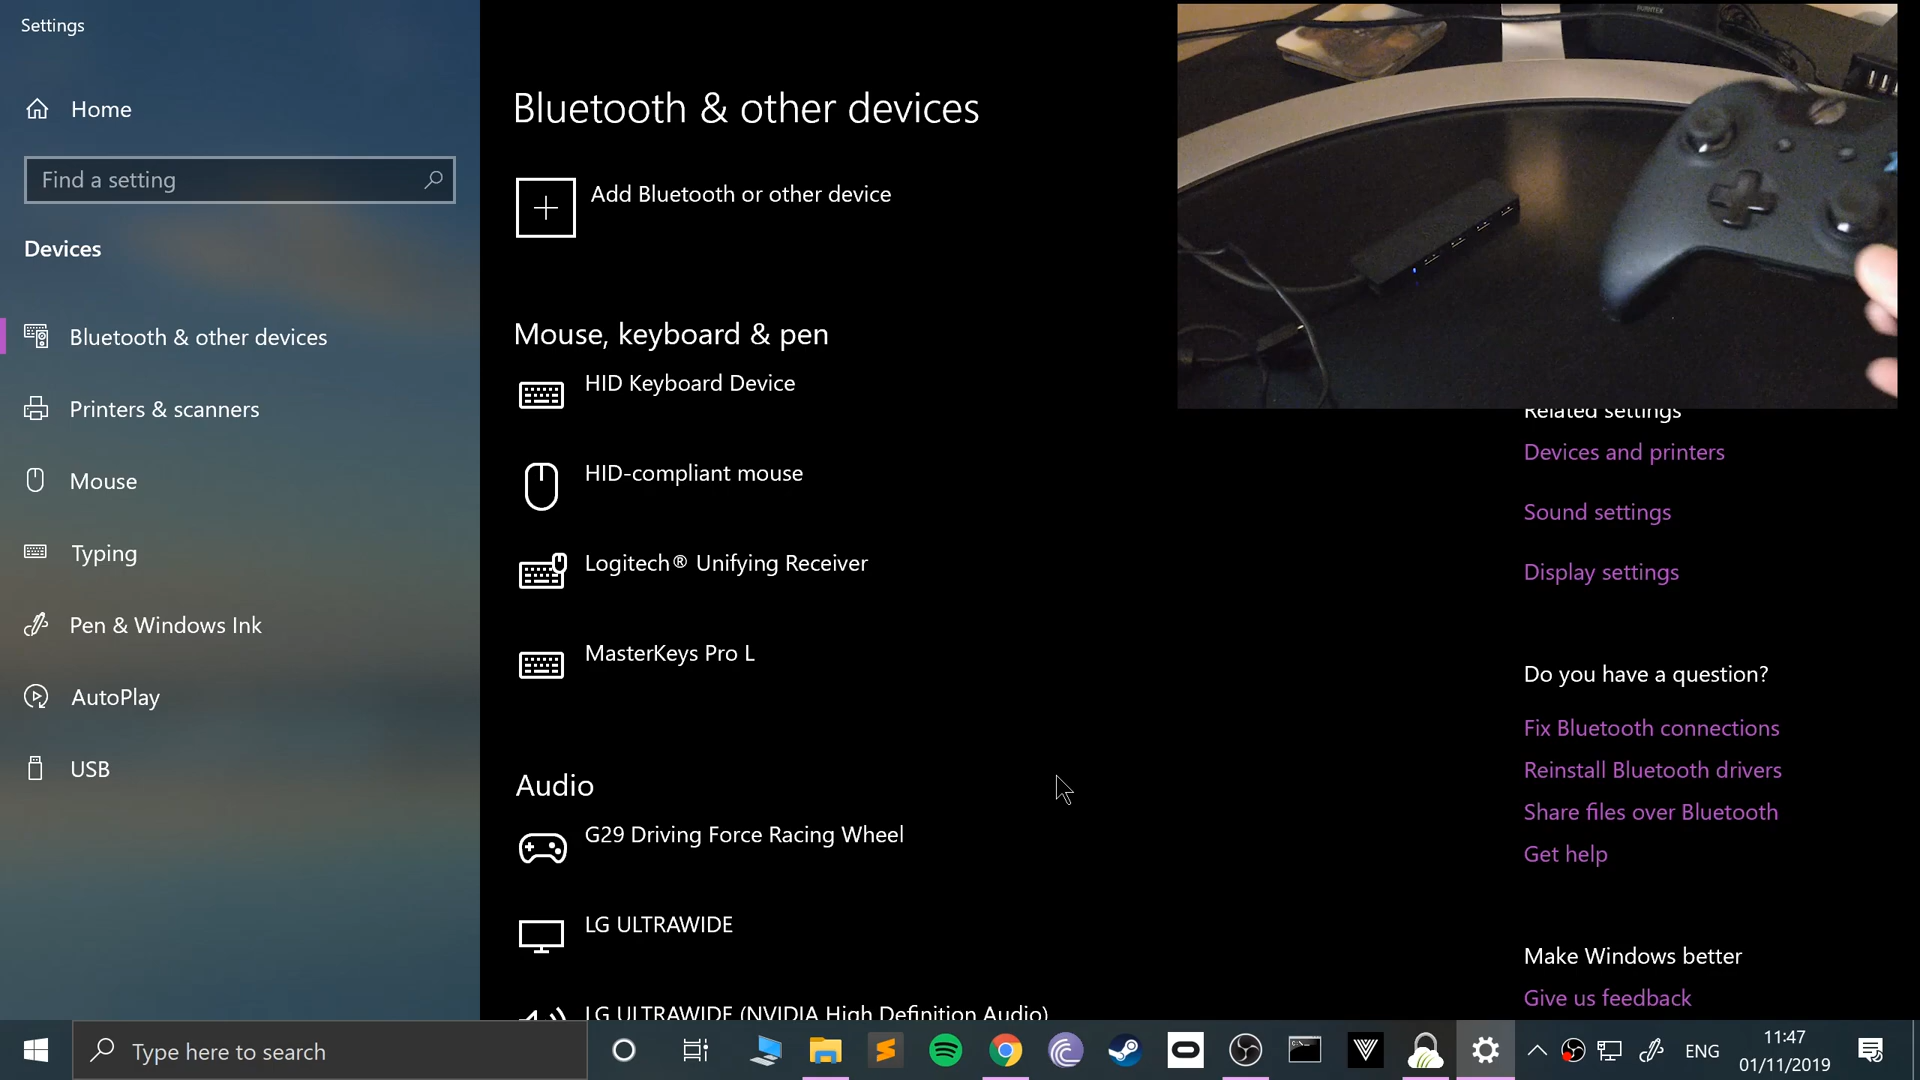 Settings
Home
Find a setting
Devices
Bluetooth & other devices
Printers & scanners
Mouse
Typing
Pen & Windows Ink
AutoPlay
USB
Bluetooth & other devices
Add Bluetooth or other device
Mouse, keyboard & pen
HID Keyboard Device
HID-compliant mouse
Logitech® Unifying Receiver
MasterKeys Pro L
Audio
G29 Driving Force Racing Wheel
LG ULTRAWIDE
LG ULTRAWIDE (NVIDIA High Definition Audio)
Related settings
Devices and printers
Sound settings
Display settings
Do you have a question?
Fix Bluetooth connections
Reinstall Bluetooth drivers
Share files over Bluetooth
Get help
Make Windows better
Give us feedback
Type here to search
ENG
11:47
01/11/2019